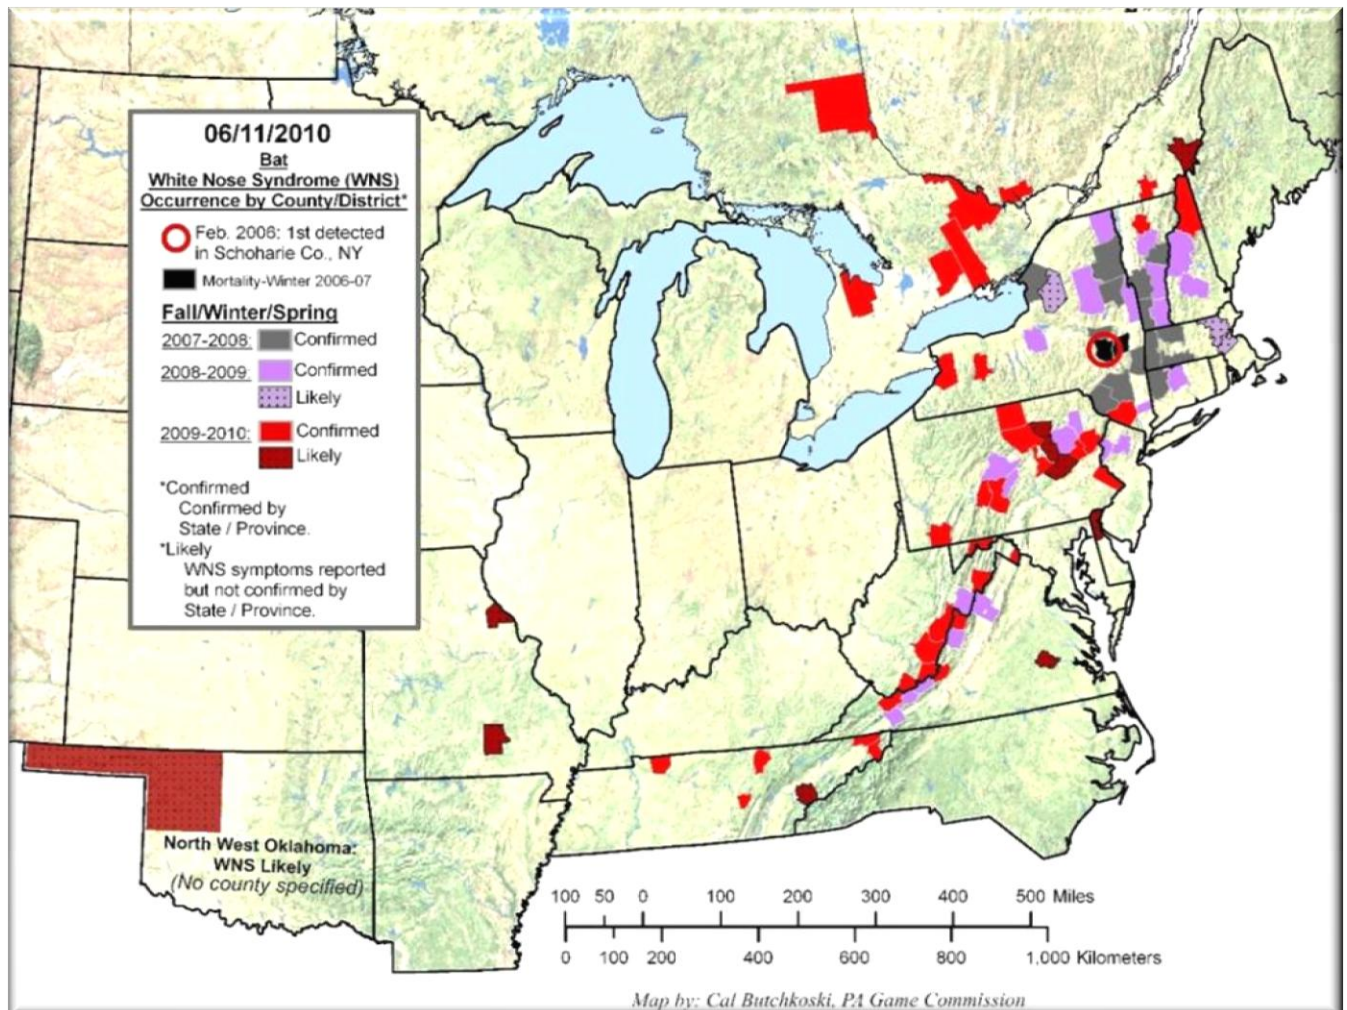 06/11/2010
Bat
White Nose Syndrome (WNS)
Occurrence by County/District*
Feb. 2006: 1st detected
in Schoharie Co., NY
Mortality-Winter 2006-07
Fall/Winter/Spring
2007-2008: Confirmed
2008-2009: Confirmed
Likely
2009-2010: Confirmed
Likely
*Confirmed
Confirmed by
State / Province.
*Likely
WNS symptoms reported
but not confirmed by
State / Province.
North West Oklahoma:
WNS Likely
(No county specified)
100 50 0 100 200 300 400 500 Miles
0 100 200 400 600 800 1,000 Kilometers
Map by: Cal Butchkoski, PA Game Commission